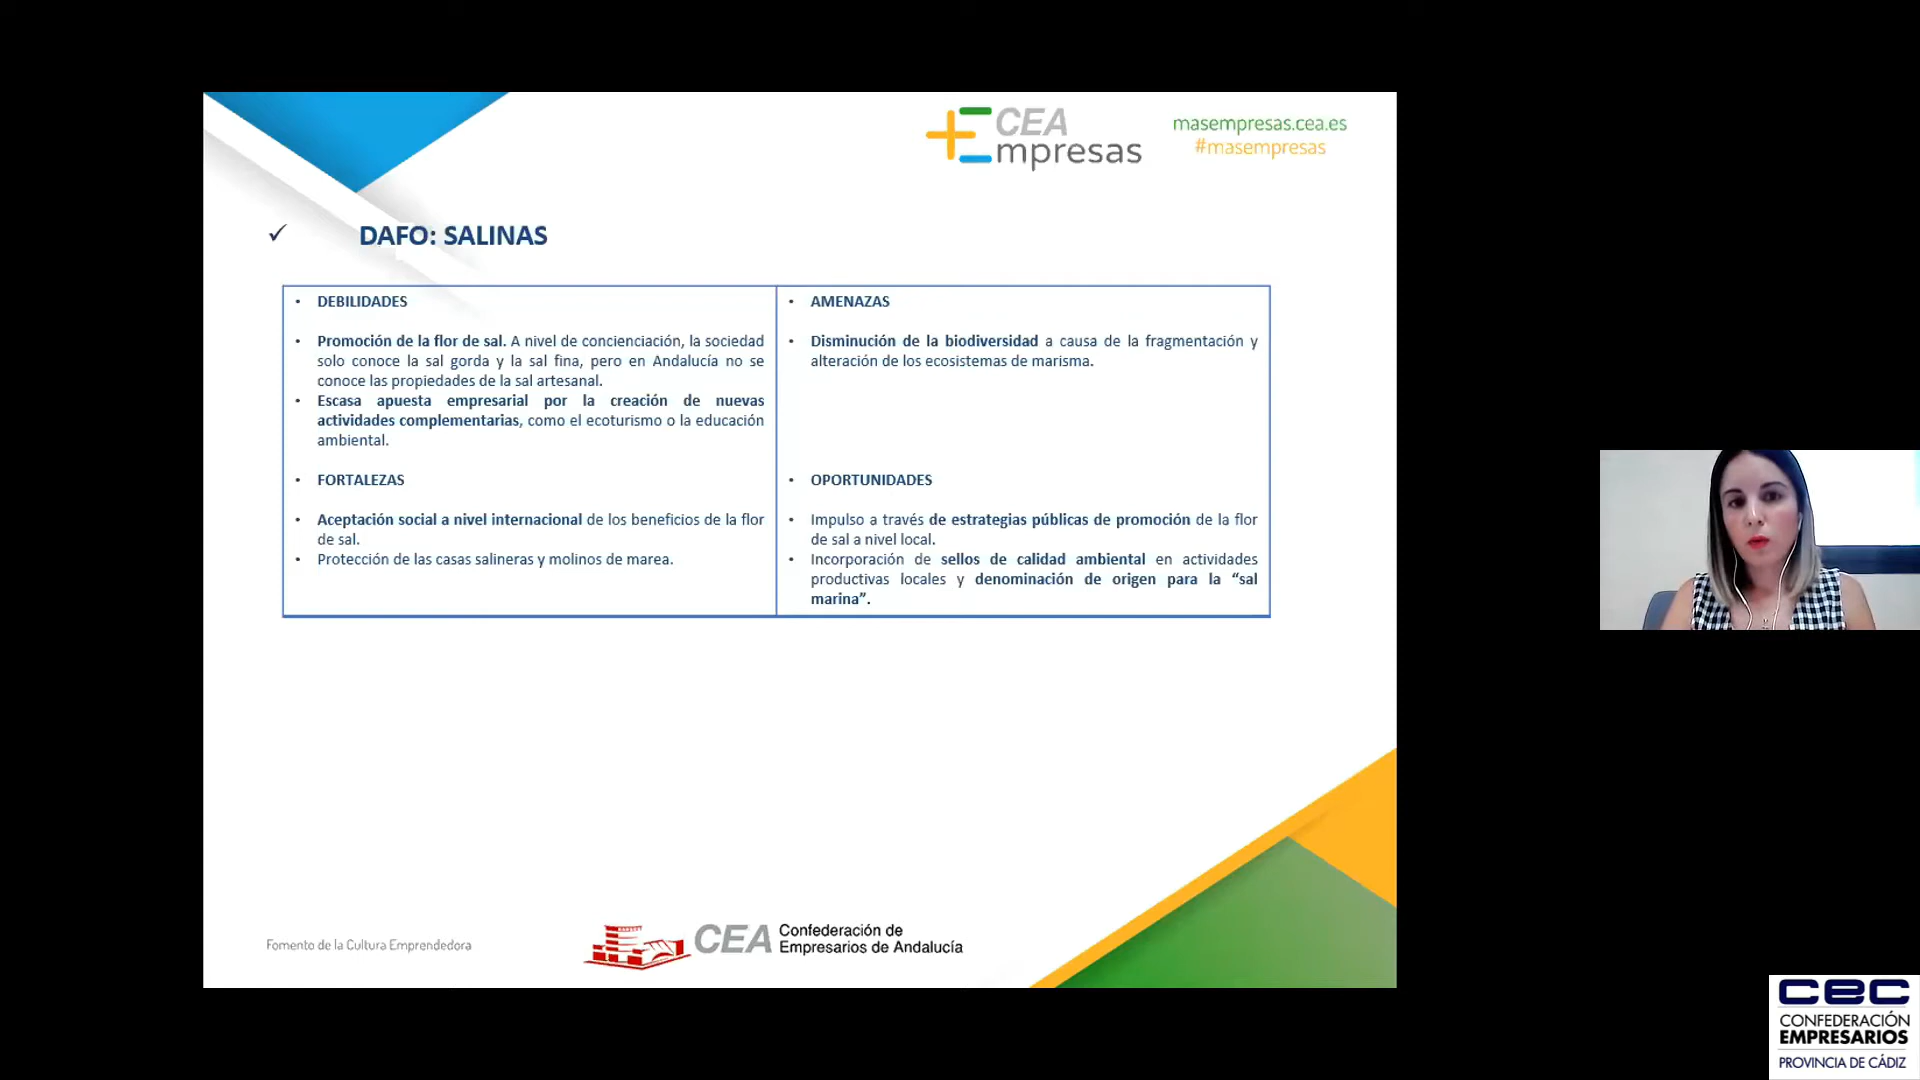 CEA
Empresas
masempresas.cea.es
#masempresas
✓ DAFO: SALINAS
• DEBILIDADES
• Promoción de la flor de sal. A nivel de concienciación, la sociedad
solo conoce la sal gorda y la sal fina, pero en Andalucía no se
conoce las propiedades de la sal artesanal.
• Escasa apuesta empresarial por la creación de nuevas
actividades complementarias, como el ecoturismo o la educación
ambiental.
• AMENAZAS
• Disminución de la biodiversidad a causa de la fragmentación y
alteración de los ecosistemas de marisma.
• FORTALEZAS
• Aceptación social a nivel internacional de los beneficios de la flor
de sal.
• Protección de las casas salineras y molinos de marea.
• OPORTUNIDADES
• Impulso a través de estrategias públicas de promoción de la flor
de sal a nivel local.
• Incorporación de sellos de calidad ambiental en actividades
productivas locales y denominación de origen para la “sal
marina”.
Fomento de la Cultura Emprendedora
CEA Confederación de
Empresarios de Andalucía
cec
CONFEDERACIÓN
EMPRESARIOS
PROVINCIA DE CÁDIZ